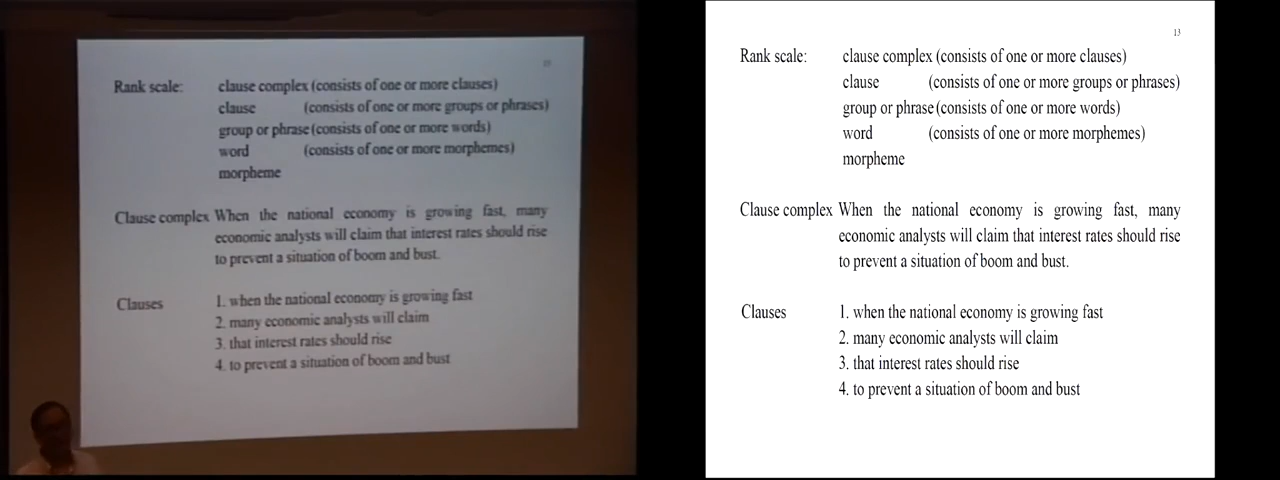 Rank scale: clause complex (consists of one or more clauses)
clause (consists of one or more groups or phrases)
group or phrase (consists of one or more words)
word (consists of one or more morphemes)
morpheme
Clause complex When the national economy is growing fast, many
economic analysts will claim that interest rates should rise
to prevent a situation of boom and bust.
Clauses 1. when the national economy is growing fast
2. many economic analysts will claim
3. that interest rates should rise
4. to prevent a situation of boom and bust
13
Rank scale: clause complex (consists of one or more clauses)
clause (consists of one or more groups or phrases)
group or phrase (consists of one or more words)
word (consists of one or more morphemes)
morpheme
Clause complex When the national economy is growing fast, many
economic analysts will claim that interest rates should rise
to prevent a situation of boom and bust.
Clauses 1. when the national economy is growing fast
2. many economic analysts will claim
3. that interest rates should rise
4. to prevent a situation of boom and bust